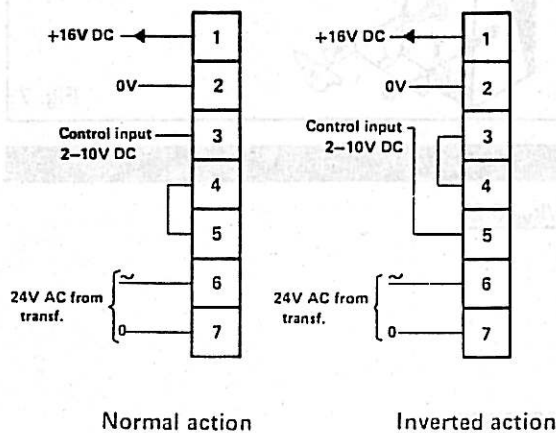 +16V DC
1
0V
2
Control input
2–10V DC
3
4
5
24V AC from
transf.
~
6
0
7
Normal action
+16V DC
1
0V
2
Control input
2–10V DC
3
4
5
24V AC from
transf.
~
6
0
7
Inverted action